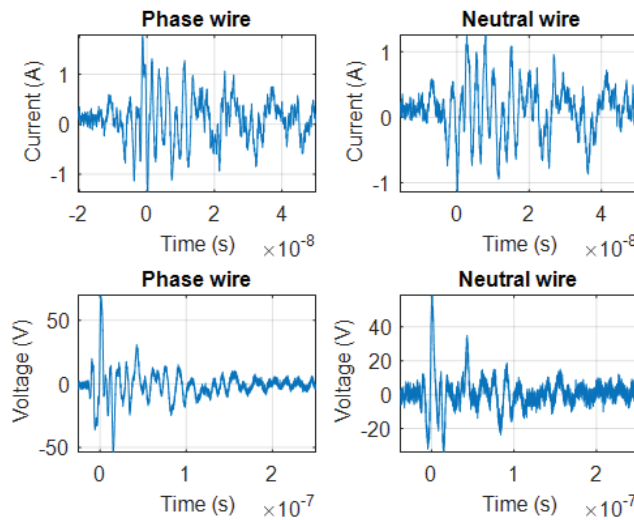 Phase wire
Neutral wire
Current (A)
1
0
-1
-2 0 2 4
Time (s)
×10-8
Current (A)
1
0
-1
0 2 4
Time (s)
×10-8
Phase wire
Neutral wire
Voltage (V)
50
0
-50
0 1 2
Time (s)
×10-7
Voltage (V)
40
20
0
-20
0 1 2
Time (s)
×10-7